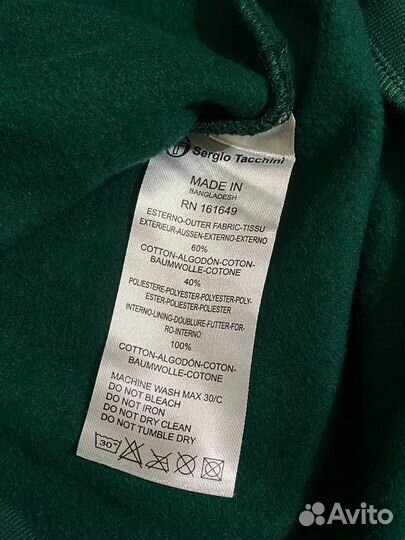 Sergio Tacchini
MADE IN
BANGLADESH
RN 161649
ESTERNO-OUTER FABRIC-TISSU
EXTERIEUR-AUSSEN-EXTERNO-EXTERNO
60%
COTTON-ALGODÓN-COTON-
BAUMWOLLE-COTONE
40%
POLIESTERE-POLYESTER-POLYESTER-POLY-
ESTER-POLIESTER-POLIESTER
INTERNO-LINING-DOUBLURE-FUTTER-FOR-
RO-INTERNO:
100%
COTTON-ALGODÓN-COTON-
BAUMWOLLE-COTONE
MACHINE WASH MAX 30/C
DO NOT BLEACH
DO NOT IRON
DO NOT DRY CLEAN
DO NOT TUMBLE DRY
30°
Avito